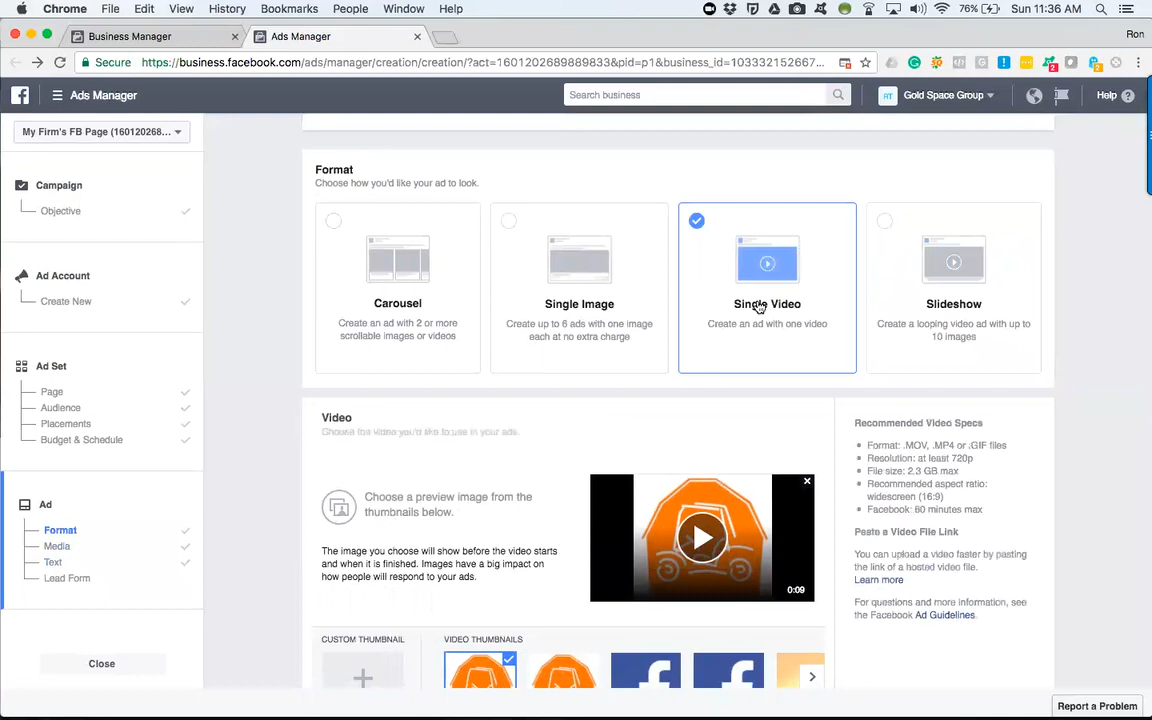 Chrome File Edit View History Bookmarks People Window Help 76% Sun 11:36 AM
Business Manager
Ads Manager
Ron
Secure https://business.facebook.com/ads/manager/creation/creation/?act=1601202689889833&pid=p1&business_id=10333215266​7...
Ads Manager
Search business
AT Gold Space Group
Help
My Firm's FB Page (160120268...
Campaign
Objective
Ad Account
Create New
Ad Set
Page
Audience
Placements
Budget & Schedule
Ad
Format
Media
Text
Lead Form
Close
Format
Choose how you'd like your ad to look.
Carousel
Create an ad with 2 or more
scrollable images or videos
Single Image
Create up to 6 ads with one image
each at no extra charge
Single Video
Create an ad with one video
Slideshow
Create a looping video ad with up to
10 images
Video
Choose the video you'd like to use in your ads.
Choose a preview image from the
thumbnails below.
The image you choose will show before the video starts
and when it is finished. Images have a big impact on
how people will respond to your ads.
0:09
CUSTOM THUMBNAIL
VIDEO THUMBNAILS
Recommended Video Specs
Format: .MOV, .MP4 or .GIF files
Resolution: at least 720p
File size: 2.3 GB max
Recommended aspect ratio:
widescreen (16:9)
Facebook: 60 minutes max
Paste a Video File Link
You can upload a video faster by pasting
the link of a hosted video file.
Learn more
For questions and more information, see
the Facebook Ad Guidelines.
Report a Problem